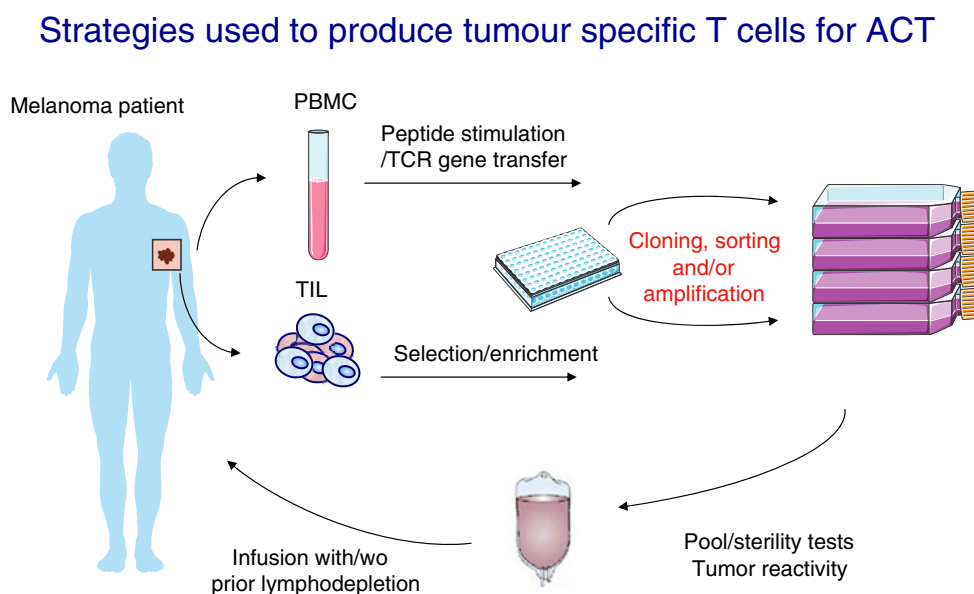 Strategies used to produce tumour specific T cells for ACT
Melanoma patient
PBMC
Peptide stimulation
/TCR gene transfer
TIL
Selection/enrichment
Cloning, sorting
and/or
amplification
Pool/sterility tests
Tumor reactivity
Infusion with/wo
prior lymphodepletion